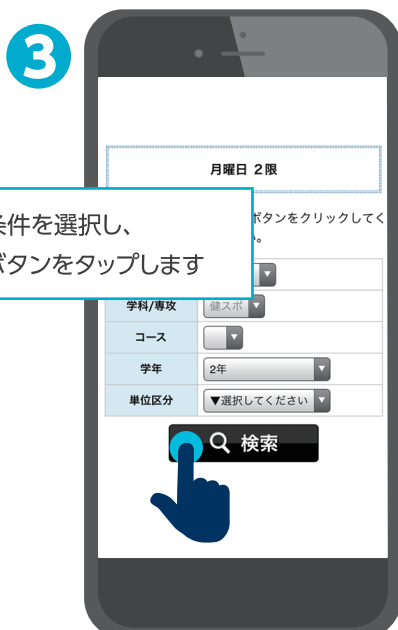 3
月曜日 2限
条件を選択し、
ボタンをタップします
ボタンをクリックしてく
い。
学科/専攻
健スポ
コース
学年
2年
単位区分
▼選択してください
検索